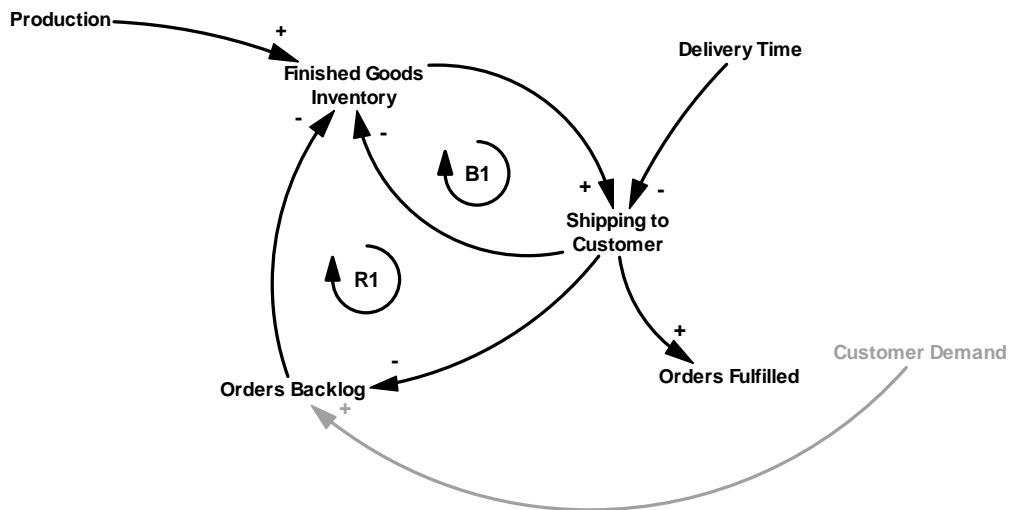 Production
+
Delivery Time
Finished Goods
Inventory
-
-
B1
+
-
Shipping to
Customer
R1
+
Customer Demand
-
Orders Fulfilled
Orders Backlog
+